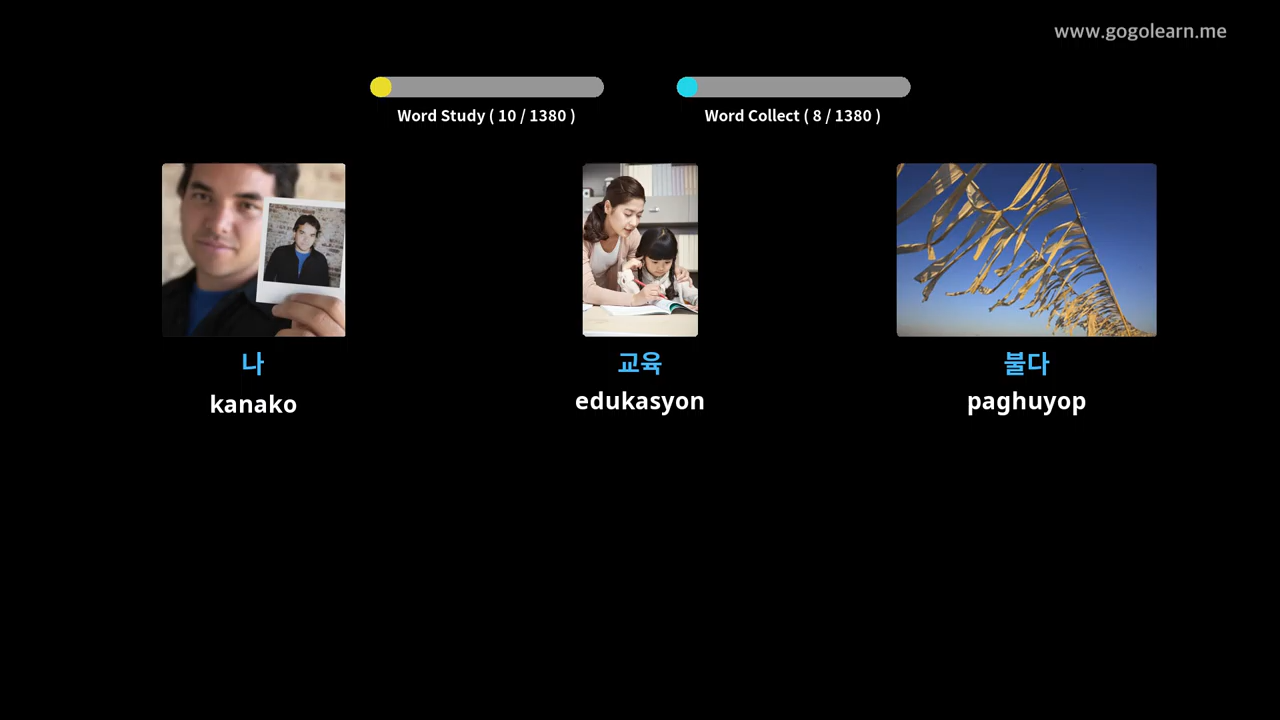 www.gogolearn.me
Word Study ( 10 / 1380 )
Word Collect ( 8 / 1380 )
나
kanako
교육
edukasyon
불다
paghuyop